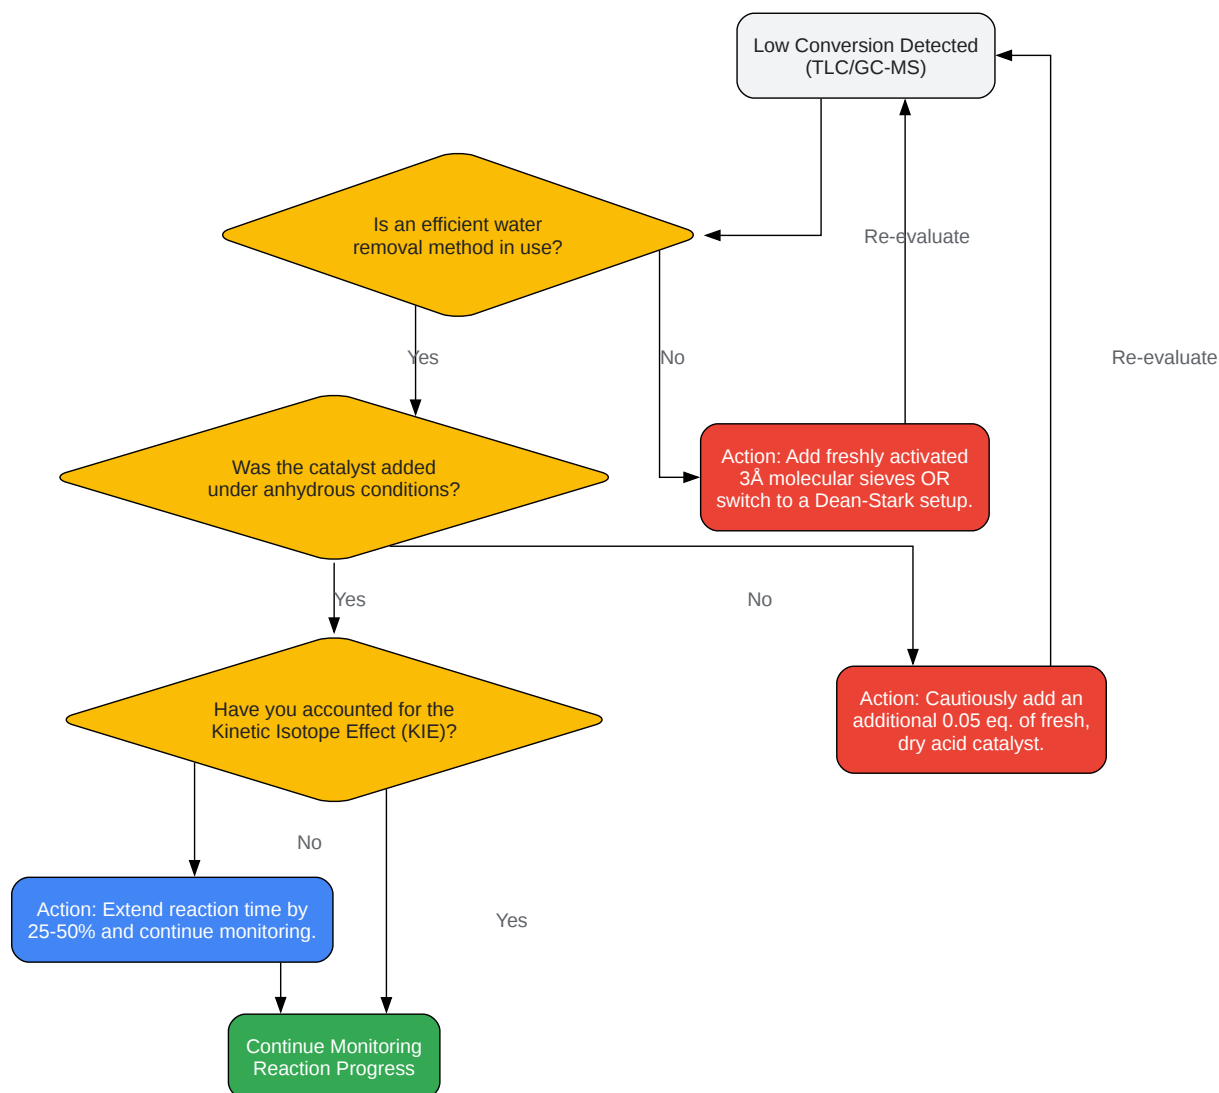 Low Conversion Detected
(TLC/GC-MS)
Is an efficient water
removal method in use?
Re-evaluate
Yes
No
Re-evaluate
Action: Add freshly activated
3Å molecular sieves OR
switch to a Dean-Stark setup.
Was the catalyst added
under anhydrous conditions?
Yes
No
Have you accounted for the
Kinetic Isotope Effect (KIE)?
Action: Cautiously add an
additional 0.05 eq. of fresh,
dry acid catalyst.
No
Yes
Action: Extend reaction time by
25-50% and continue monitoring.
Continue Monitoring
Reaction Progress